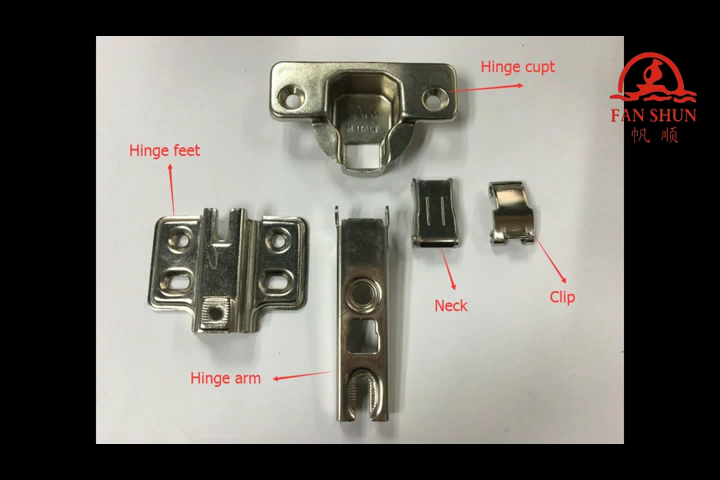 Hinge cupt
FAN SHUN
帆 顺
Hinge feet
Neck
Clip
Hinge arm